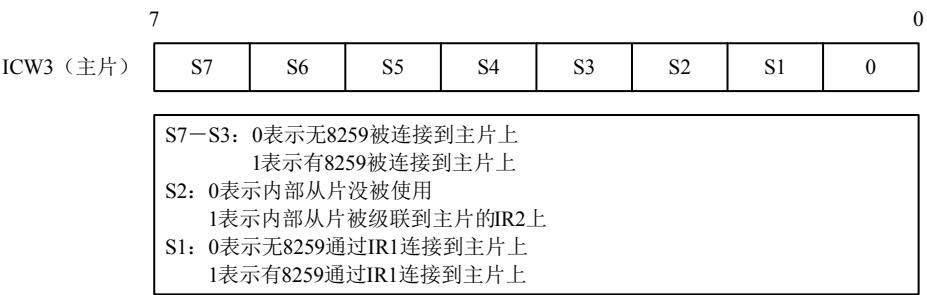 7 0
ICW3（主片） S7 S6 S5 S4 S3 S2 S1 0
S7－S3：0表示无8259被连接到主片上
1表示有8259被连接到主片上
S2：0表示内部从片没被使用
1表示内部从片被级联到主片的IR2上
S1：0表示无8259通过IR1连接到主片上
1表示有8259通过IR1连接到主片上